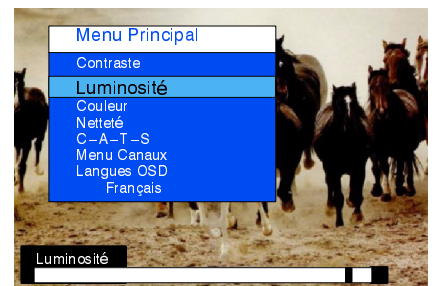 Menu Principal
Contraste
Luminosité
Couleur
Netteté
C–A–T–S
Menu Canaux
Langues OSD
Français
Luminosité